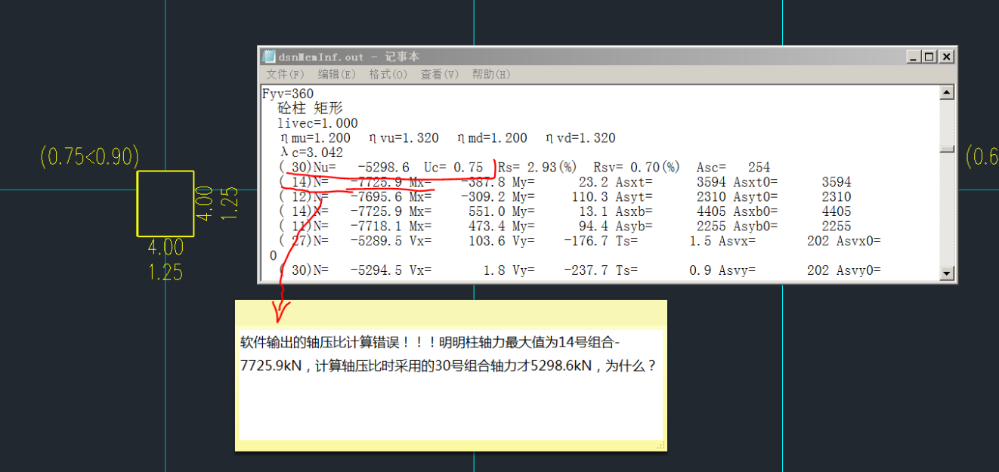 dsnMemInf.out - 记事本
文件(F) 编辑(E) 格式(O) 查看(V) 帮助(H)
Fyv=360
砼柱 矩形
livec=1.000
ηmu=1.200 ηvu=1.320 ηmd=1.200 ηvd=1.320
λc=3.042
( 30)Nu= -5298.6 Uc= 0.75 Rs= 2.93(%) Rsv= 0.70(%) Asc= 254
( 14)N= -7725.9 Mx= -387.8 My= 23.2 Asxt= 3594 Asxt0= 3594
( 12)N= -7695.6 Mx= -309.2 My= 110.3 Asyt= 2310 Asyt0= 2310
( 14)N= -7725.9 Mx= 551.0 My= 13.1 Asxb= 4405 Asxb0= 4405
( 11)N= -7718.1 Mx= 473.4 My= 94.4 Asyb= 2255 Asyb0= 2255
( 27)N= -5289.5 Vx= 103.6 Vy= -176.7 Ts= 1.5 Asvx= 202 Asvx0=
0
( 30)N= -5294.5 Vx= 1.8 Vy= -237.7 Ts= 0.9 Asvy= 202 Asvy0=
(0.75<0.90)
4.00
1.25
4.00
1.25
(0.6
软件输出的轴压比计算错误！！！明明柱轴力最大值为14号组合-
7725.9kN，计算轴压比时采用的30号组合轴力才5298.6kN，为什么？